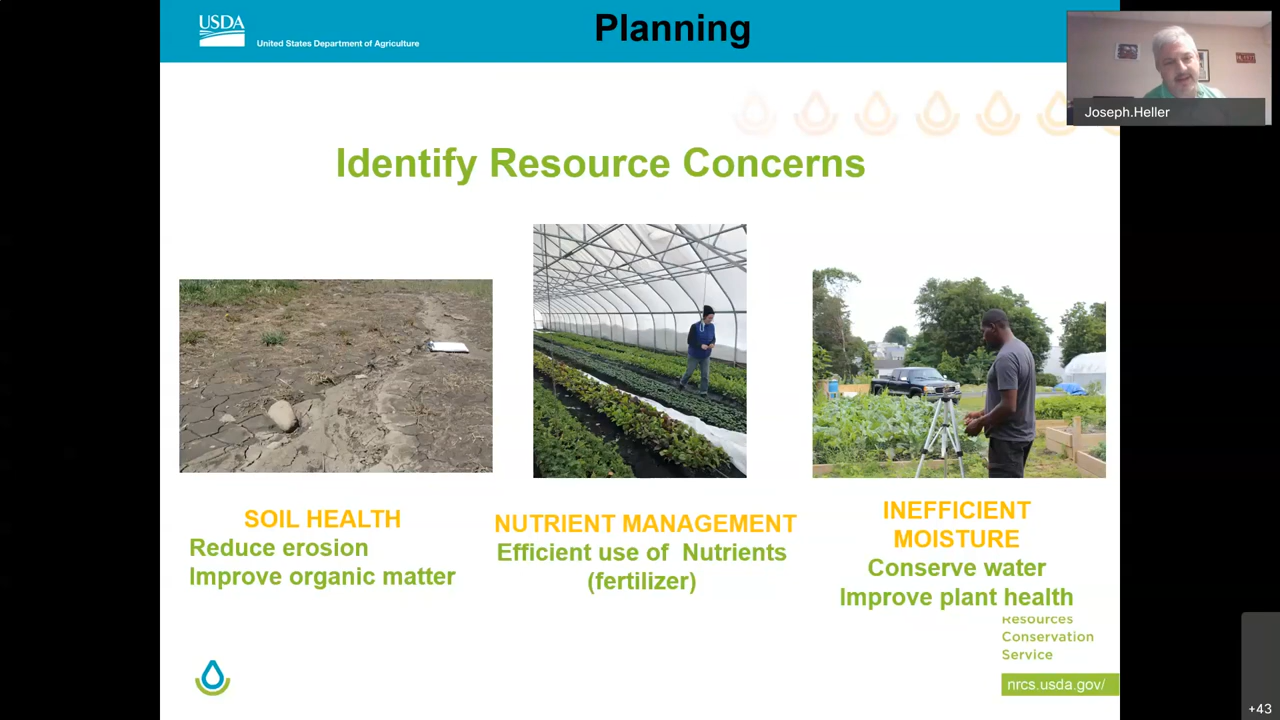 USDA
United States Department of Agriculture
Planning
Joseph.Heller
Identify Resource Concerns
SOIL HEALTH
Reduce erosion
Improve organic matter
NUTRIENT MANAGEMENT
Efficient use of Nutrients
(fertilizer)
INEFFICIENT
MOISTURE
Conserve water
Improve plant health
Resources
Conservation
Service
nrcs.usda.gov/
+43